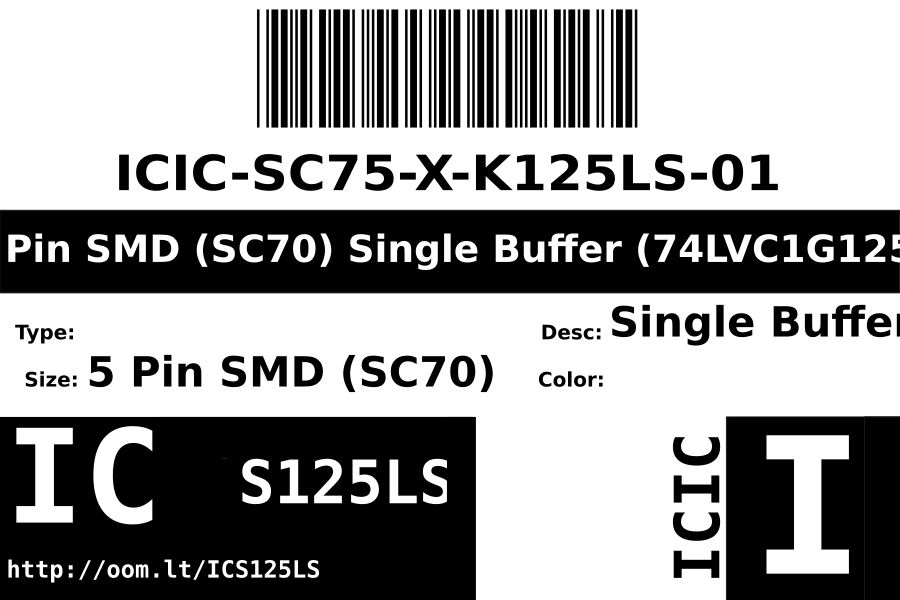 ICIC-SC75-X-K125LS-01
Pin SMD (SC70) Single Buffer (74LVC1G125
Type:
Desc: Single Buffer
Size: 5 Pin SMD (SC70)
Color:
IC
S125LS
http://oom.lt/ICS125LS
ICIC
I